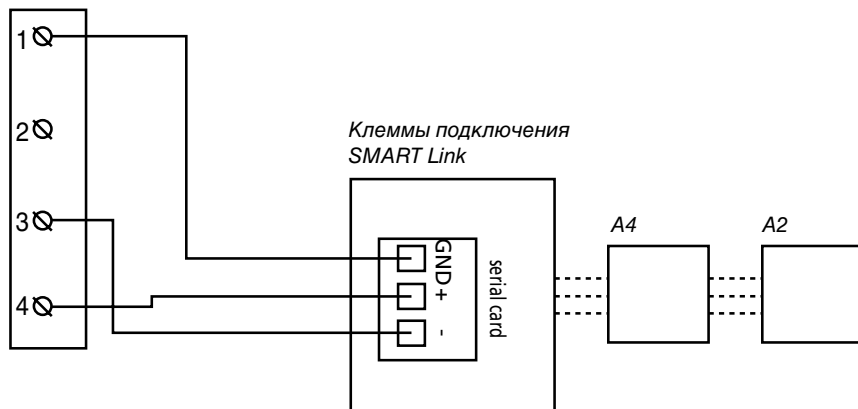 1
2
3
4
Клеммы подключения
SMART Link
GND
+
-
serial card
A4
A2